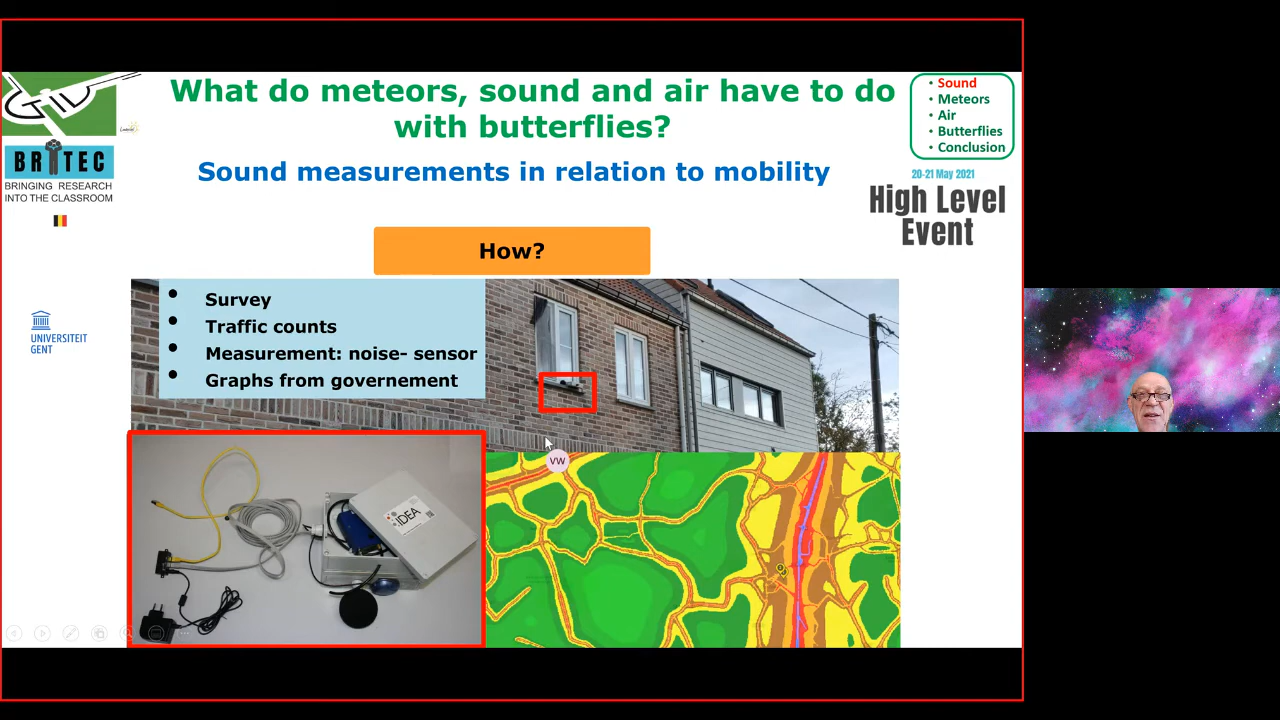 What do meteors, sound and air have to do
with butterflies?
Sound measurements in relation to mobility
• Sound
• Meteors
• Air
• Butterflies
• Conclusion
20-21 May 2021
High Level
Event
BRITEC
BRINGING RESEARCH
INTO THE CLASSROOM
UNIVERSITEIT
GENT
How?
• Survey
• Traffic counts
• Measurement: noise- sensor
• Graphs from governement
VW
IDEA